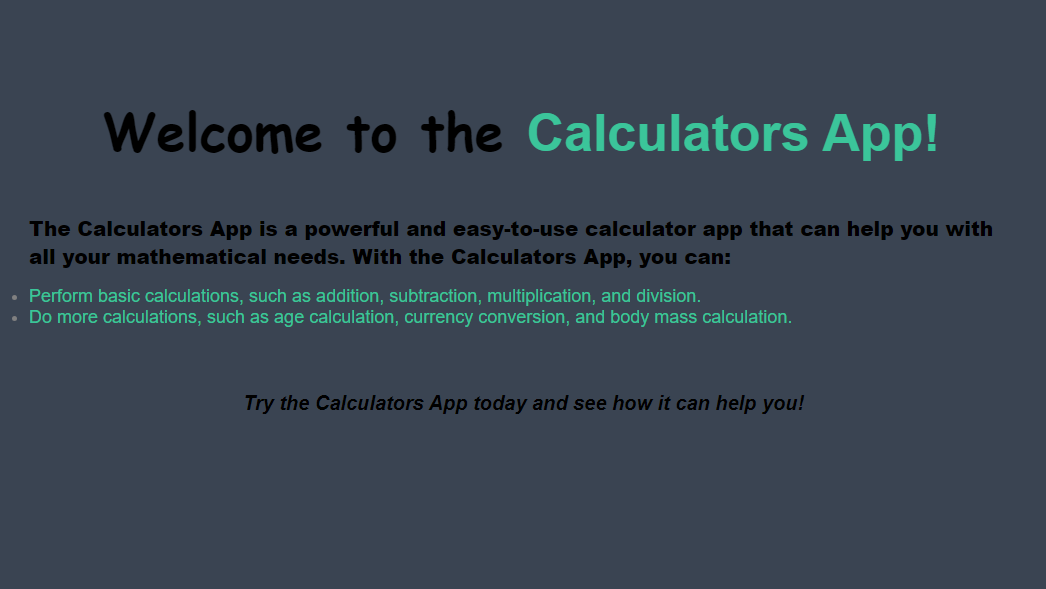 Welcome to the Calculators App!
The Calculators App is a powerful and easy-to-use calculator app that can help you with
all your mathematical needs. With the Calculators App, you can:
Perform basic calculations, such as addition, subtraction, multiplication, and division.
Do more calculations, such as age calculation, currency conversion, and body mass calculation.
Try the Calculators App today and see how it can help you!